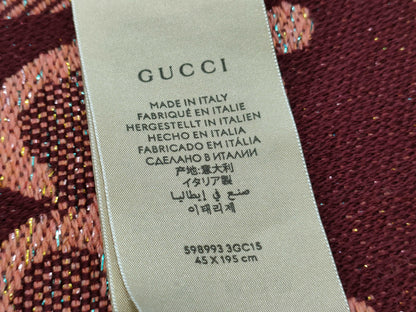 GUCCI
MADE IN ITALY
FABRIQUÉ EN ITALIE
HERGESTELLT IN ITALIEN
HECHO EN ITALIA
FABRICADO EM ITÁLIA
СДЕЛАНО В ИТАЛИИ
产地:意大利
イタリア製
صنع في إيطاليا
이태리제
598993 3GC15
45 X 195 cm